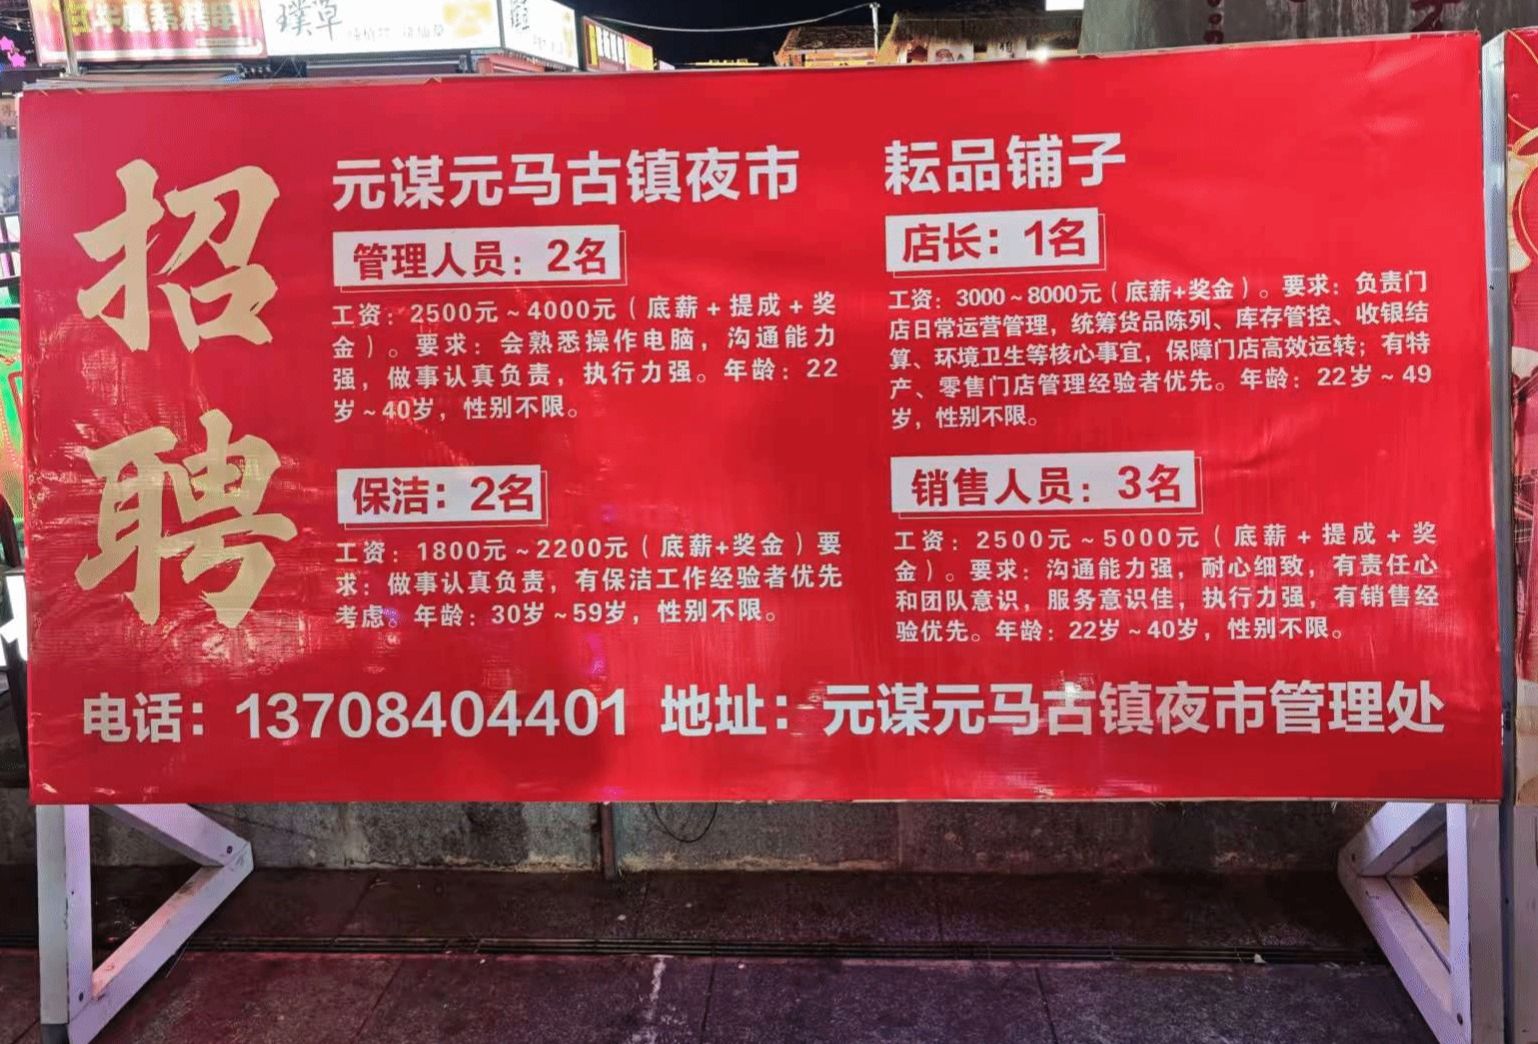 璞草
招聘
元谋元马古镇夜市
管理人员：2名
工资：2500元～4000元（底薪+提成+奖
金）。要求：会熟悉操作电脑，沟通能力
强，做事认真负责，执行力强。年龄：22
岁～40岁，性别不限。
保洁：2名
工资：1800元～2200元（底薪+奖金）要
求：做事认真负责，有保洁工作经验者优先
考虑。年龄：30岁～59岁，性别不限。
耘品铺子
店长：1名
工资：3000～8000元（底薪+奖金）。要求：负责门
店日常运营管理，统筹货品陈列、库存管控、收银结
算、环境卫生等核心事宜，保障门店高效运转；有特
产、零售门店管理经验者优先。年龄：22岁～49
岁，性别不限。
销售人员：3名
工资：2500元～5000元（底薪+提成+奖
金）。要求：沟通能力强，耐心细致，有责任心
和团队意识，服务意识佳，执行力强，有销售经
验优先。年龄：22岁～40岁，性别不限。
电话：13708404401 地址：元谋元马古镇夜市管理处